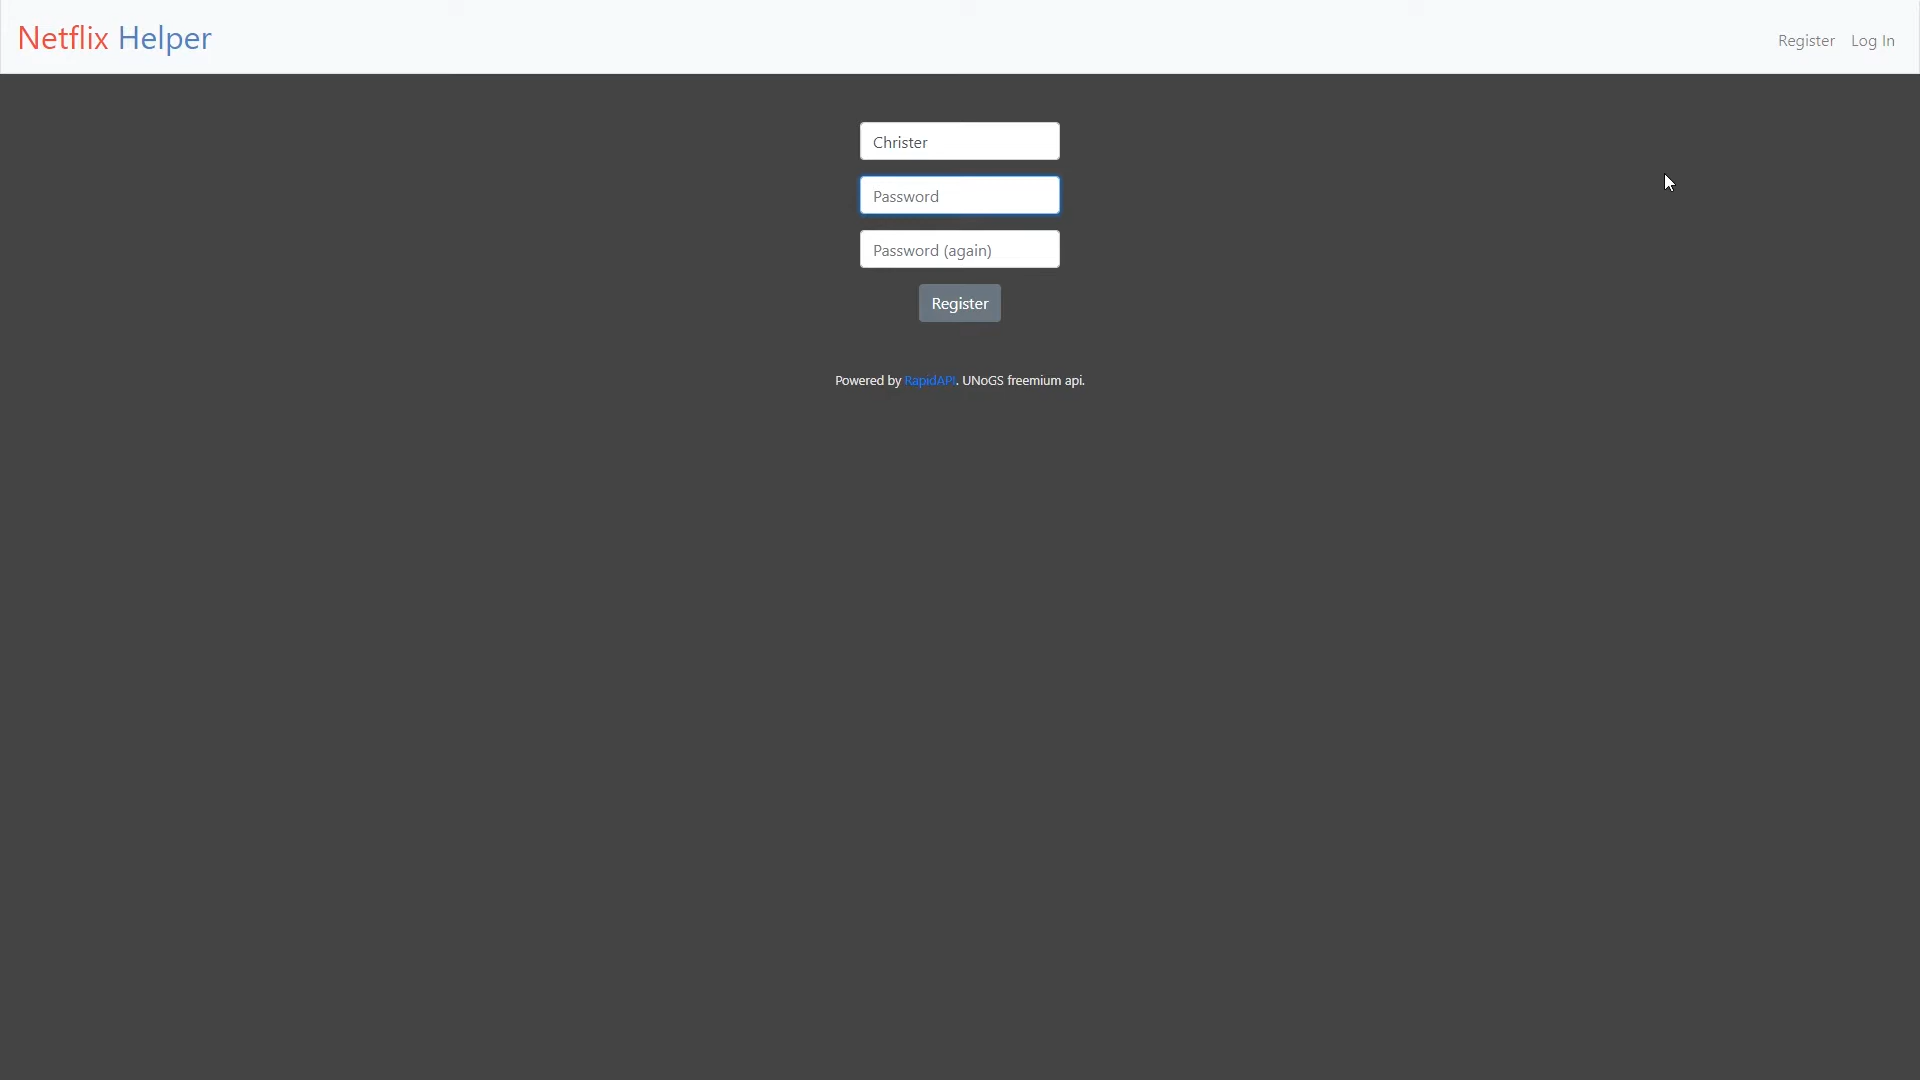 Netflix Helper
Register Log In
Christer
Password
Password (again)
Register
Powered by RapidAPI. UNoGS freemium api.